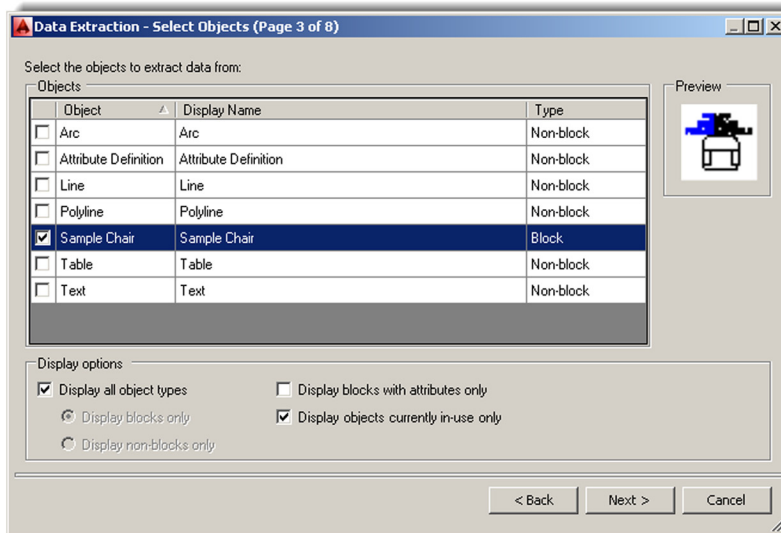 Data Extraction - Select Objects (Page 3 of 8)
Select the objects to extract data from:
Objects
Preview
Object Display Name Type
Arc Arc Non-block
Attribute Definition Attribute Definition Non-block
Line Line Non-block
Polyline Polyline Non-block
Sample Chair Sample Chair Block
Table Table Non-block
Text Text Non-block
Display options
Display all object types Display blocks with attributes only
Display blocks only Display objects currently in-use only
Display non-blocks only
< Back Next > Cancel